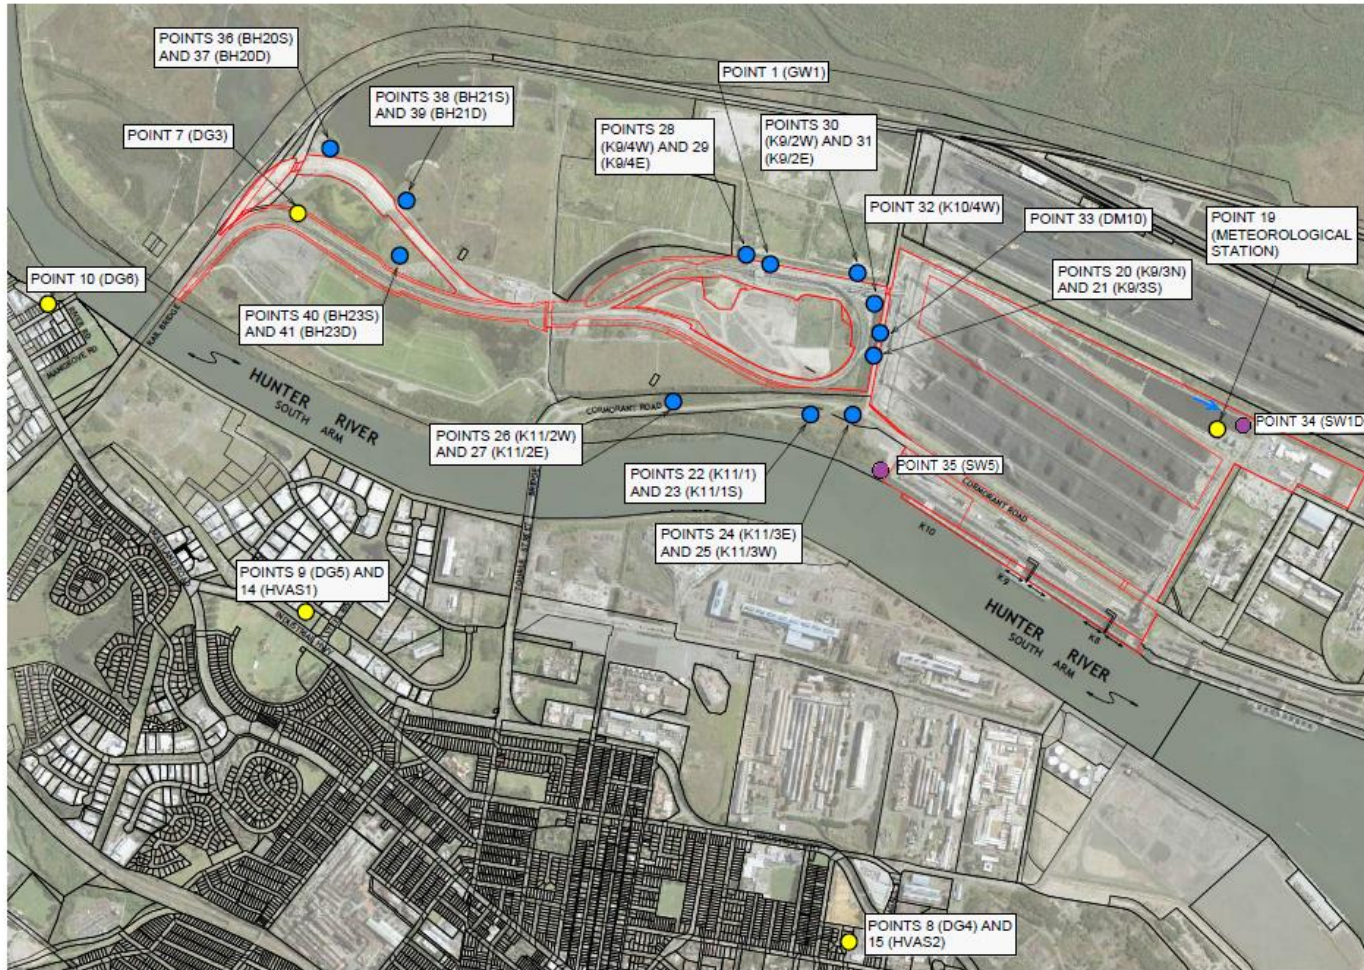 POINTS 36 (BH20S)
AND 37 (BH20D)
POINT 1 (GW1)
POINTS 38 (BH21S)
AND 39 (BH21D)
POINTS 28
(K9/4W) AND 29
(K9/4E)
POINTS 30
(K9/2W) AND 31
(K9/2E)
POINT 7 (DG3)
POINT 32 (K10/4W)
POINT 33 (DM10)
POINT 19
(METEOROLOGICAL
STATION)
POINT 10 (DG6)
POINTS 20 (K9/3N)
AND 21 (K9/3S)
POINTS 40 (BH23S)
AND 41 (BH23D)
RAIL BRIDGE
MANGROVE RD
HUNTER RIVER
SOUTH ARM
CORMORANT ROAD
POINT 34 (SW1D
POINTS 26 (K11/2W)
AND 27 (K11/2E)
POINTS 22 (K11/1)
AND 23 (K11/1S)
POINT 35 (SW5)
CORMORANT ROAD
POINTS 24 (K11/3E)
AND 25 (K11/3W)
K10
K9
K8
HUNTER RIVER
SOUTH ARM
POINTS 9 (DG5) AND
14 (HVAS1)
INDUSTRIAL HWY
POINTS 8 (DG4) AND
15 (HVAS2)